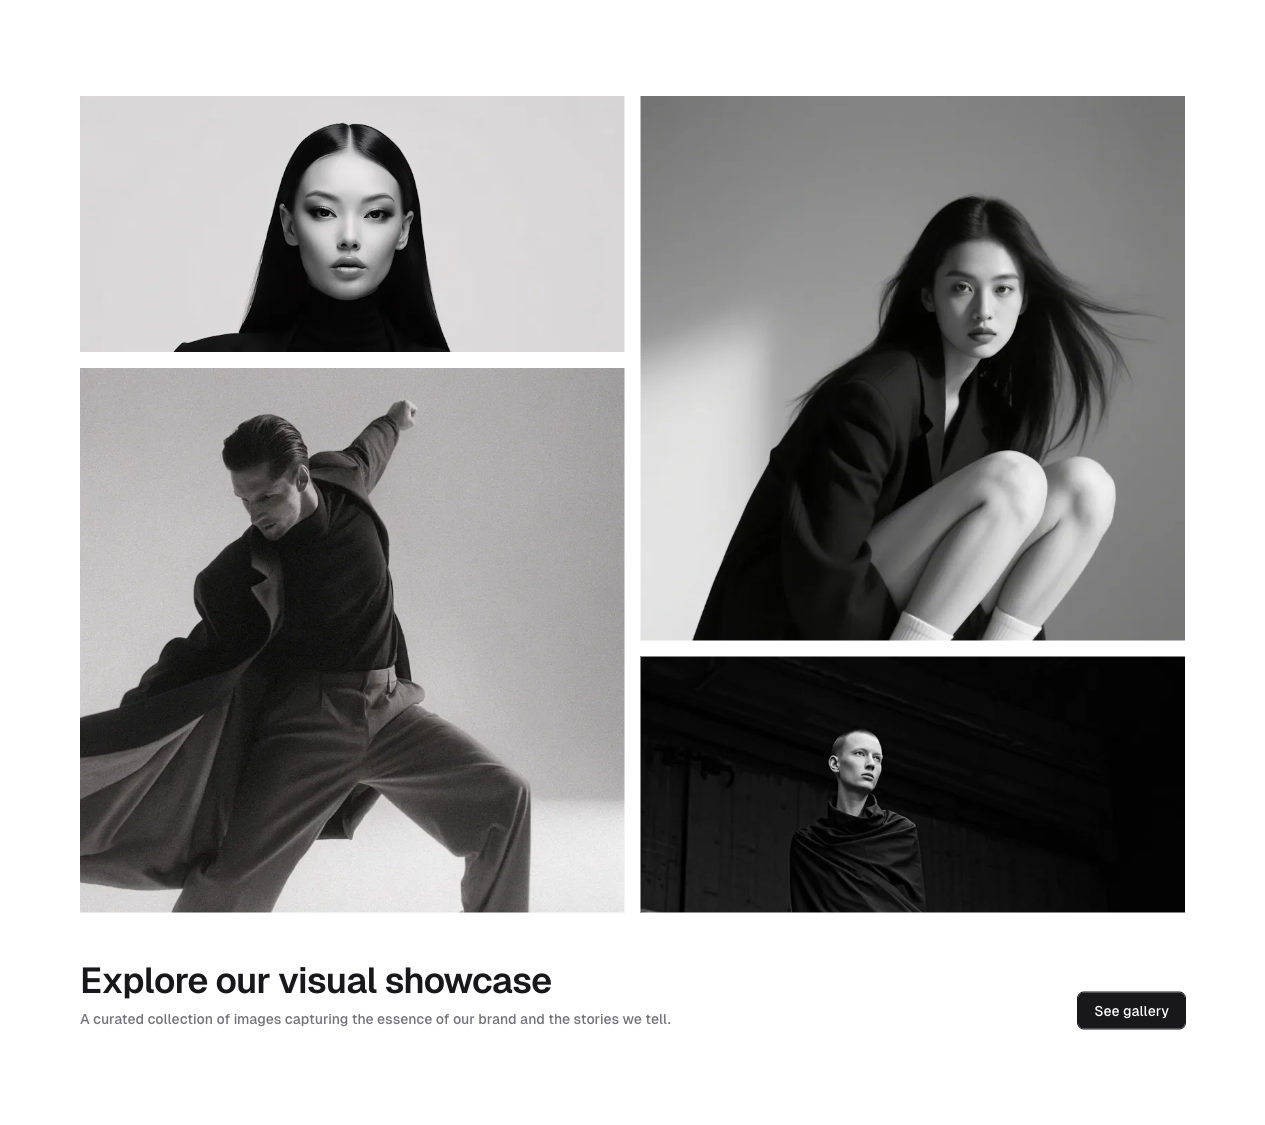 Explore our visual showcase
A curated collection of images capturing the essence of our brand and the stories we tell.
See gallery